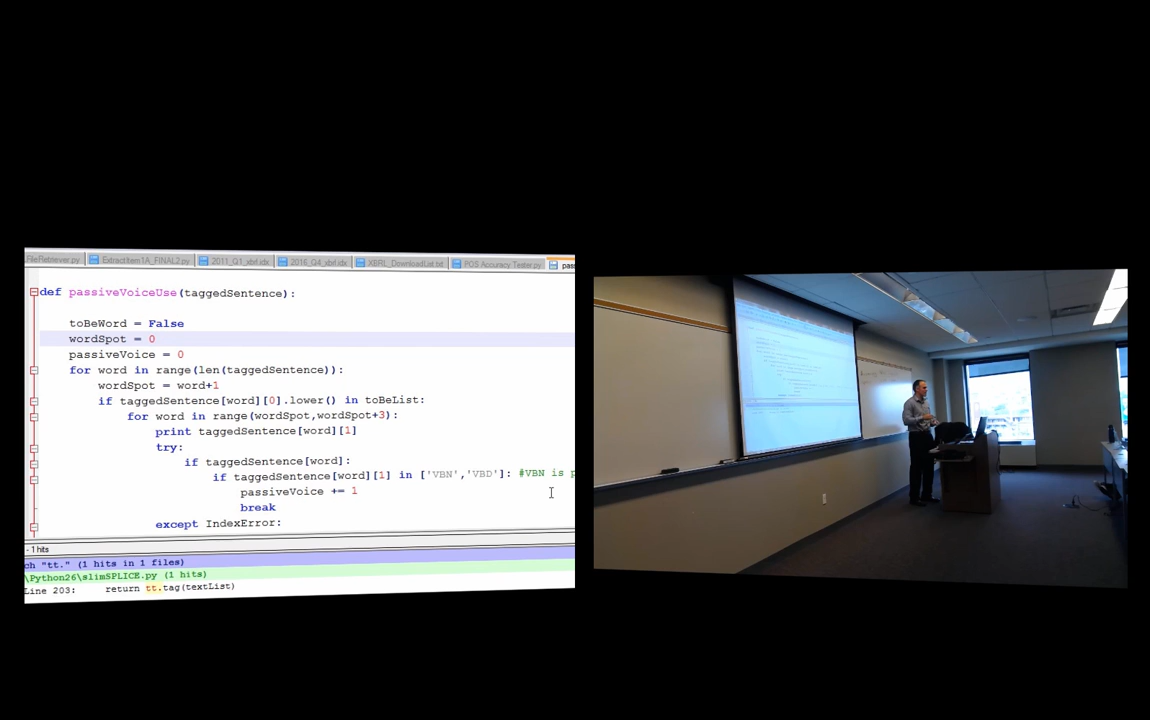 FileRetriever.py ExtractItem1A_FINAL2.py 2011_Q1_xbrl.idx 2016_Q4_xbrl.idx XBRL_DownloadList.txt POS Accuracy Tester.py pas
def passiveVoiceUse(taggedSentence):
toBeWord = False
wordSpot = 0
passiveVoice = 0
for word in range(len(taggedSentence)):
wordSpot = word+1
if taggedSentence[word][0].lower() in toBeList:
for word in range(wordSpot,wordSpot+3):
print taggedSentence[word][1]
try:
if taggedSentence[word]:
if taggedSentence[word][1] in ['VBN','VBD']: #VBN is p
passiveVoice += 1
break
except IndexError:
- 1 hits
ch "tt." (1 hits in 1 files)
\Python26\slimSPLICE.py (1 hits)
Line 203: return tt.tag(textList)